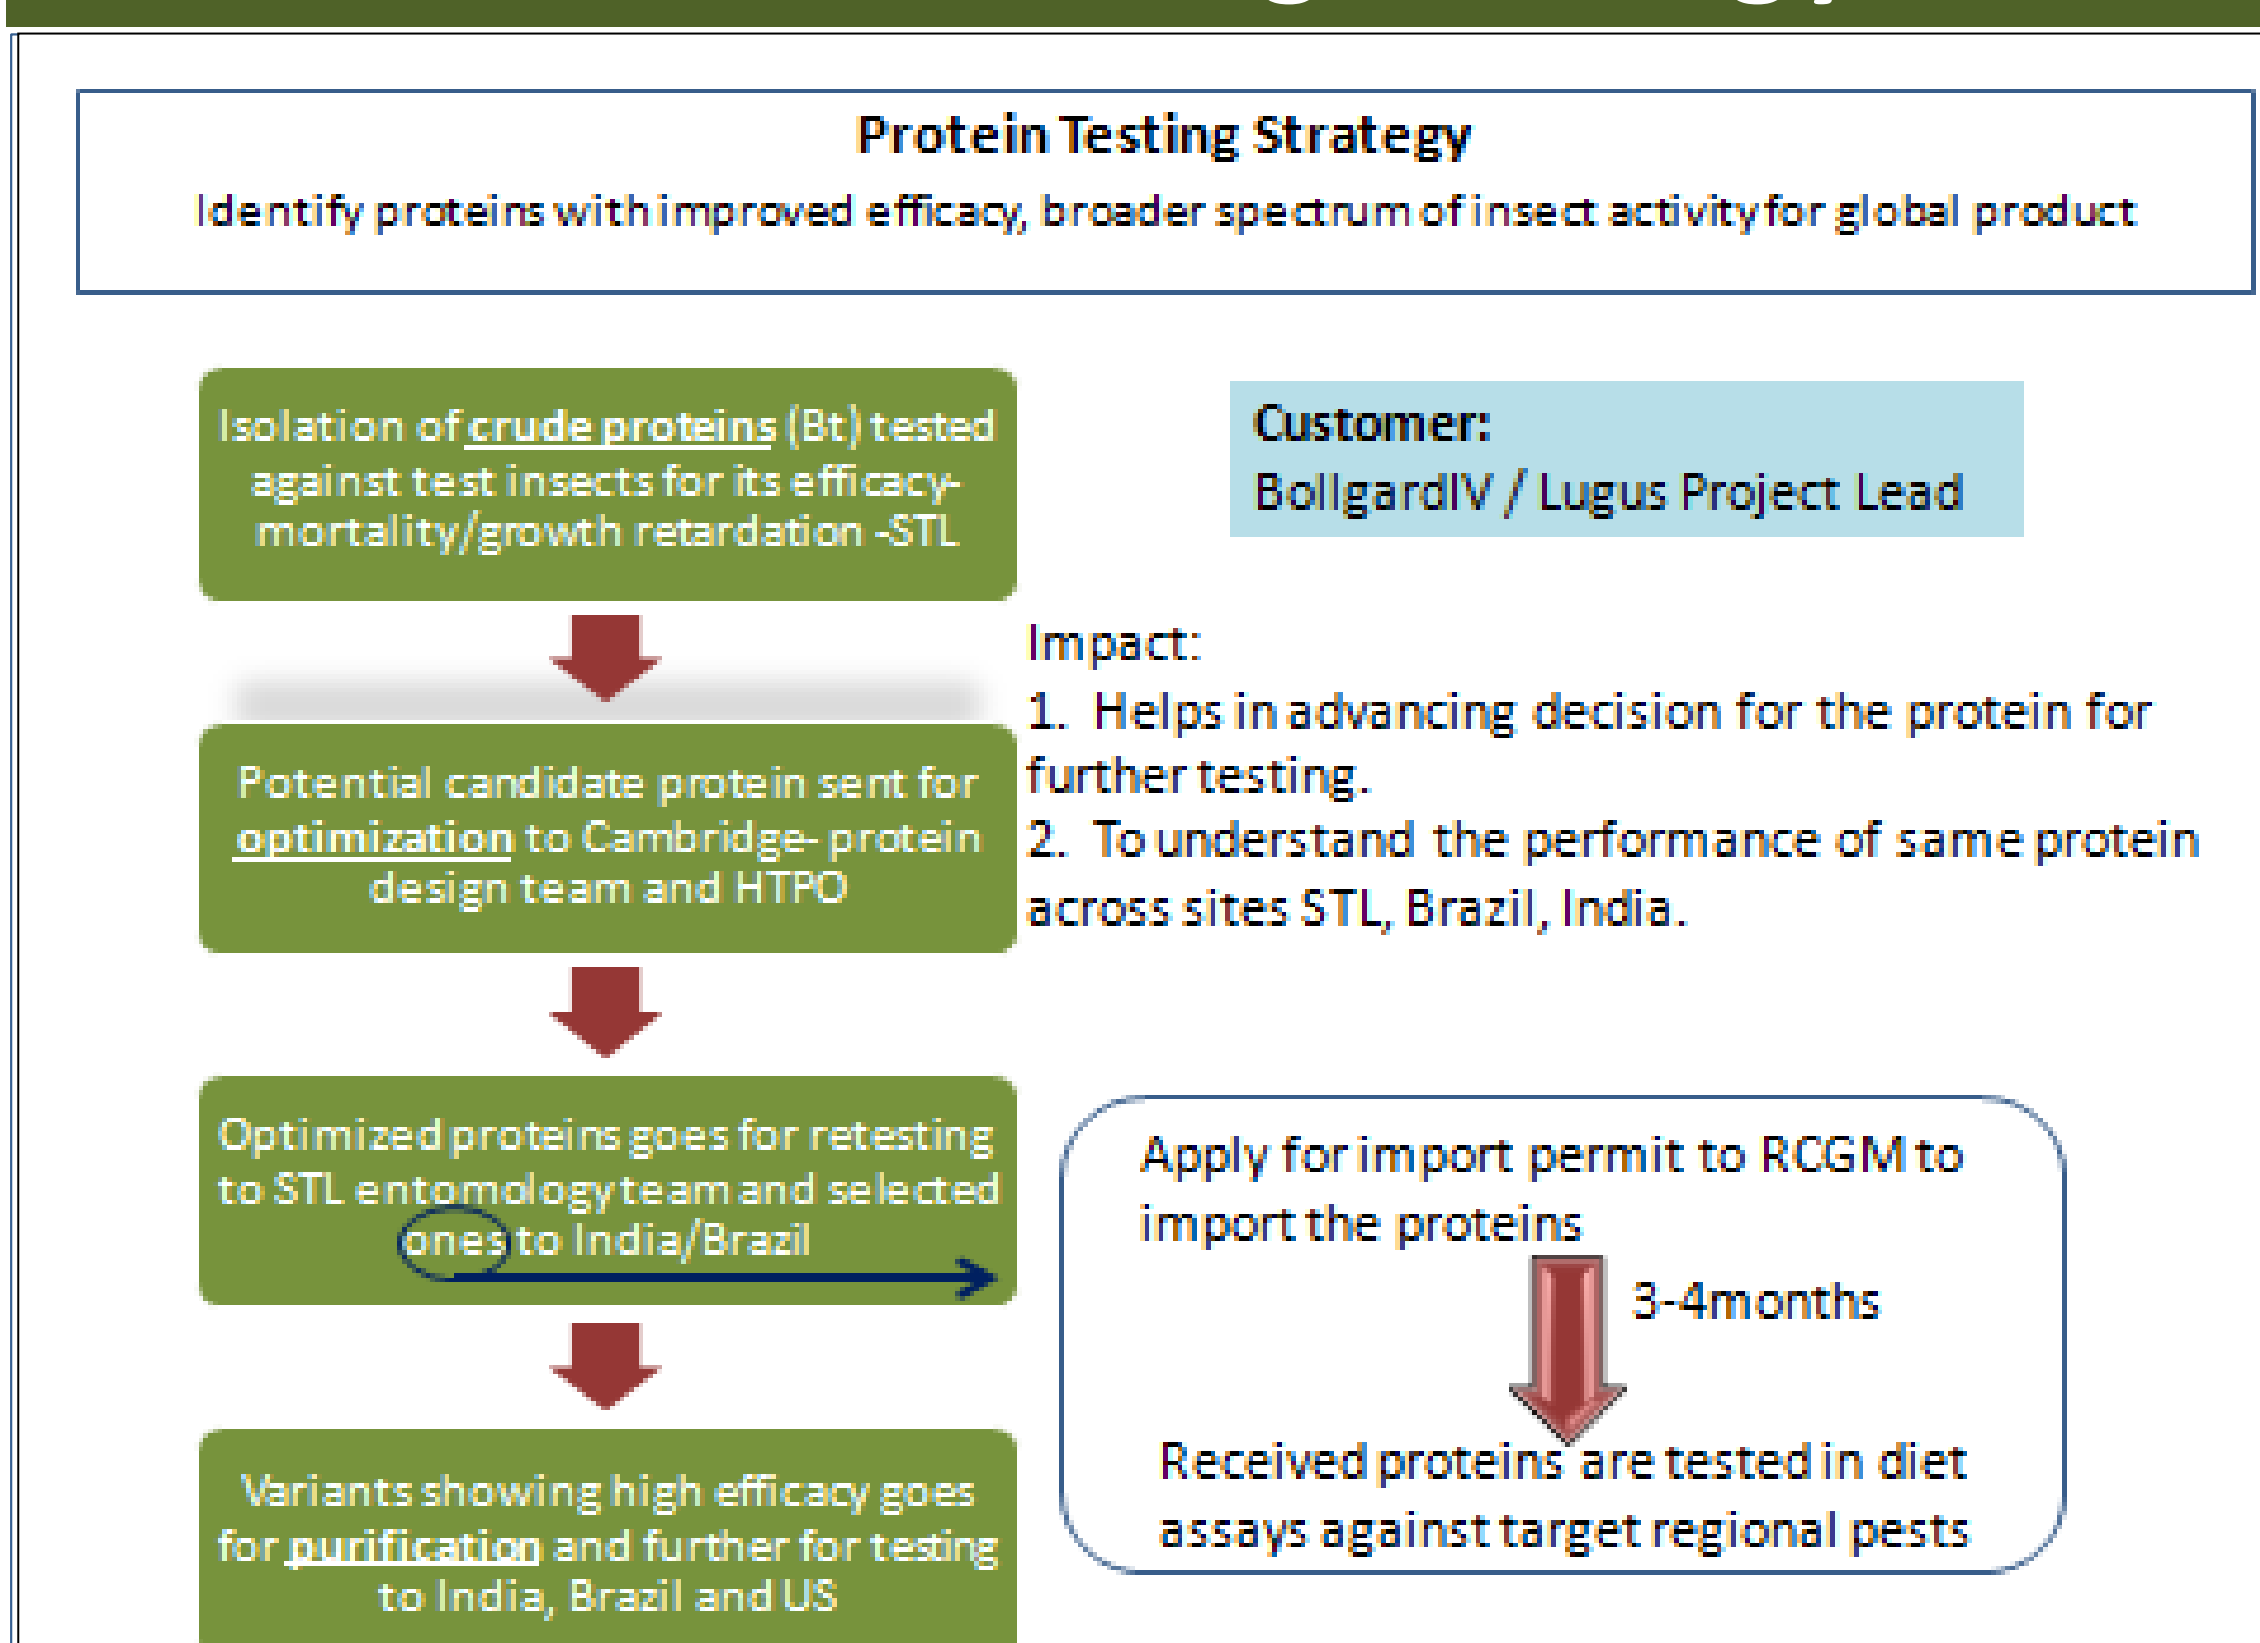 Protein Testing Strategy
Identify proteins with improved efficacy, broader spectrum of insect activity for global product
Isolation of crude proteins (Bt) tested
against test insects for its efficacy-
mortality/growth retardation -STL
Customer:
BollgardIV / Lugus Project Lead
Impact:
1. Helps in advancing decision for the protein for
further testing.
2. To understand the performance of same protein
across sites STL, Brazil, India.
Potential candidate protein sent for
optimization to Cambridge- protein
design team and HTPO
Optimized proteins goes for retesting
to STL entomology team and selected
ones to India/Brazil
Apply for import permit to RCGM to
import the proteins
3-4months
Received proteins are tested in diet
assays against target regional pests
Variants showing high efficacy goes
for purification and further for testing
to India, Brazil and US